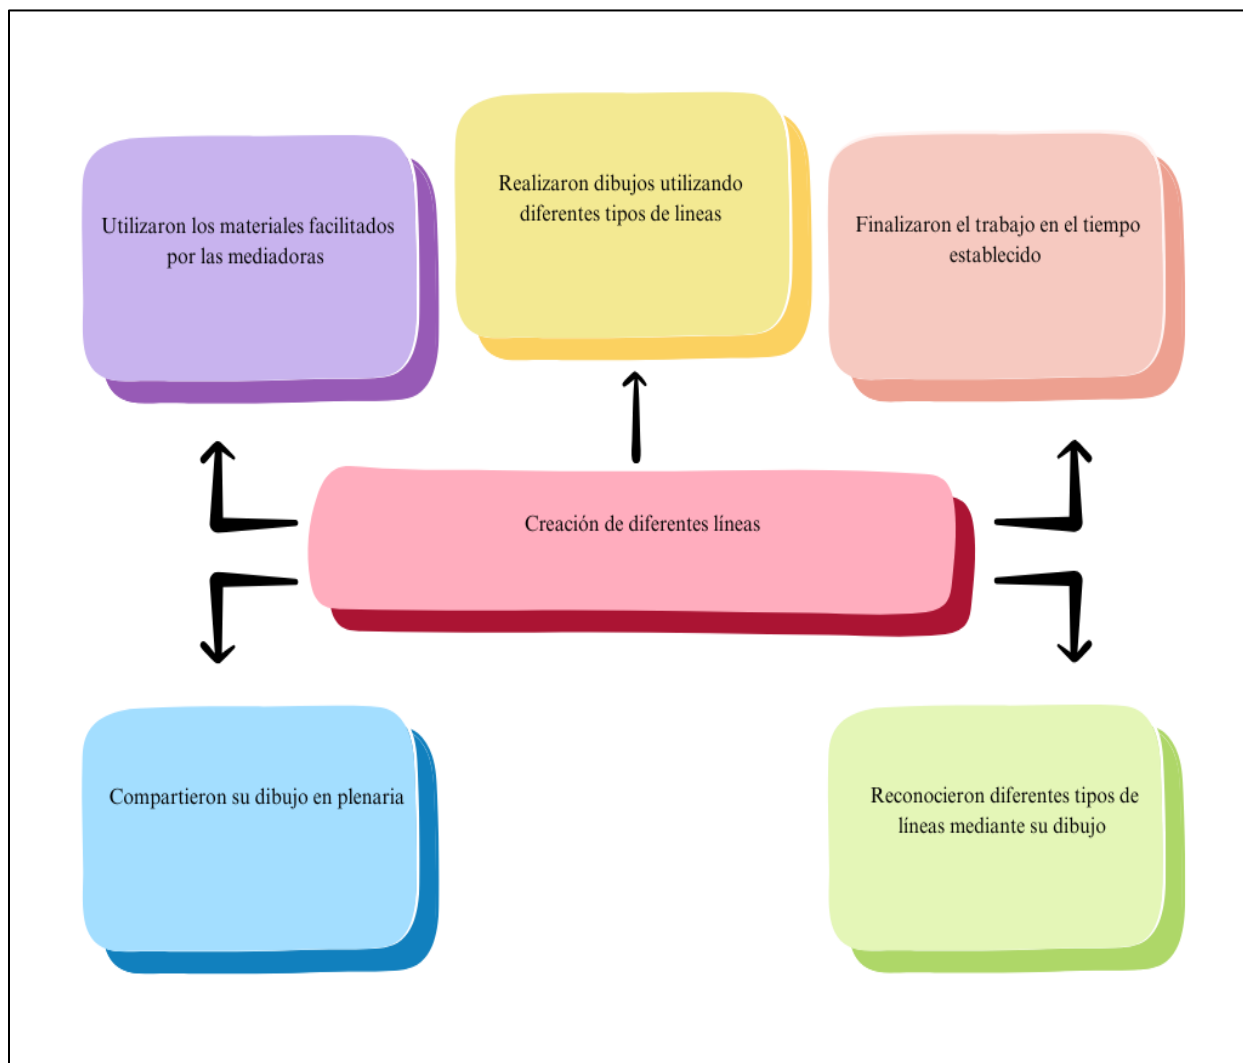 Utilizaron los materiales facilitados
por las mediadoras
Realizaron dibujos utilizando
diferentes tipos de lineas
Finalizaron el trabajo en el tiempo
establecido
Creación de diferentes líneas
Compartieron su dibujo en plenaria
Reconocieron diferentes tipos de
líneas mediante su dibujo